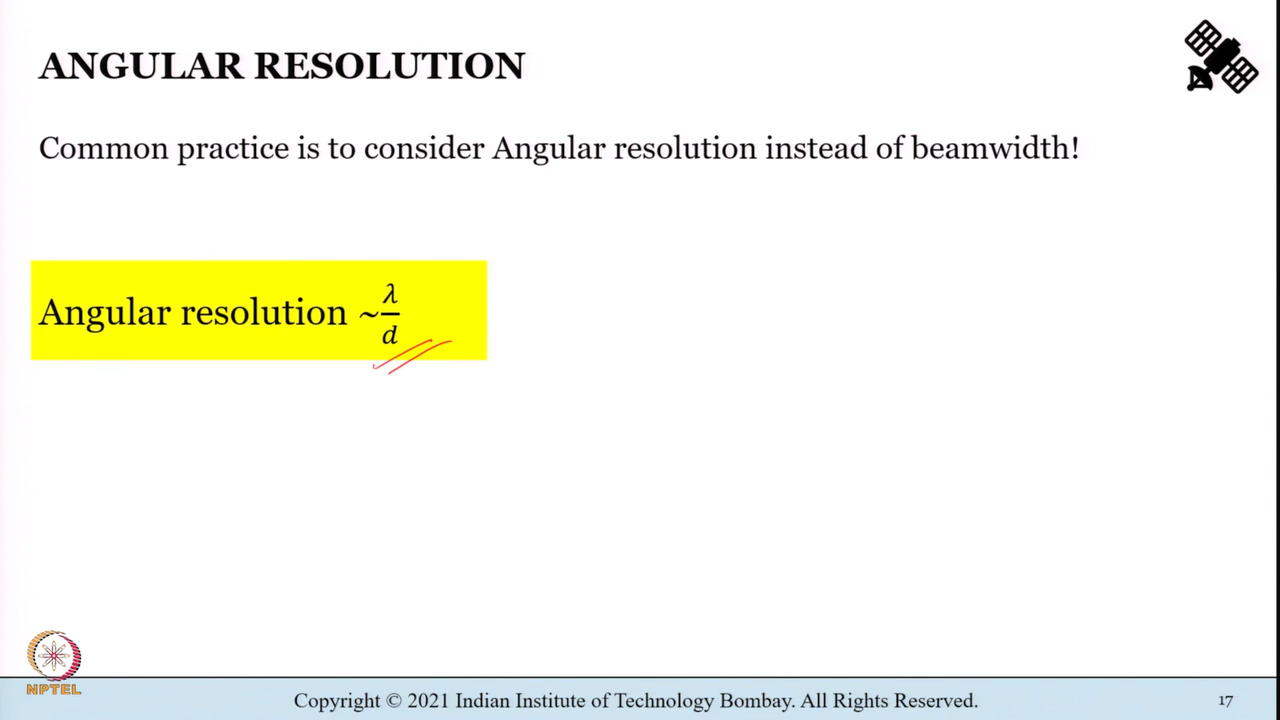 ANGULAR RESOLUTION
Common practice is to consider Angular resolution instead of beamwidth!
Angular resolution ~λ/d
NPTEL
Copyright © 2021 Indian Institute of Technology Bombay. All Rights Reserved.
17